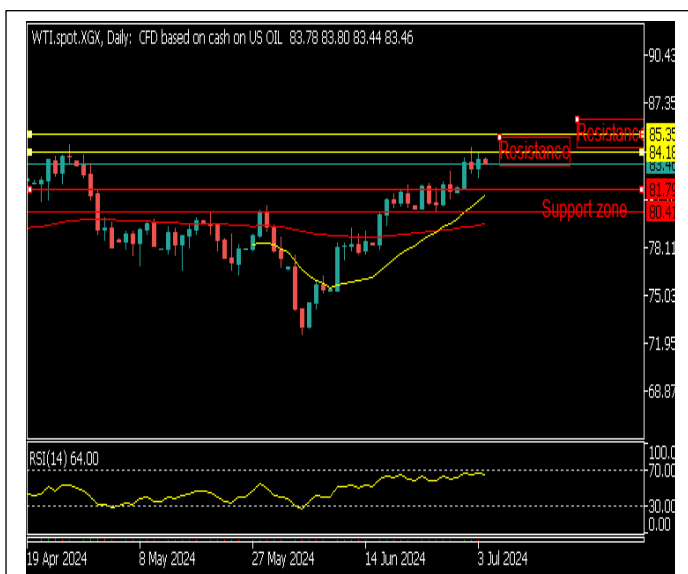 WTI.spot.XGX, Daily: CFD based on cash on US OIL 83.78 83.80 83.44 83.46
90.43
87.35
Resistance
85.35
Resistance
84.18
83.46
81.79
80.41
Support zone
78.11
75.03
71.95
68.87
RSI(14) 64.00
100.0
70.00
30.00
0.00
19 Apr 2024 8 May 2024 27 May 2024 14 Jun 2024 3 Jul 2024